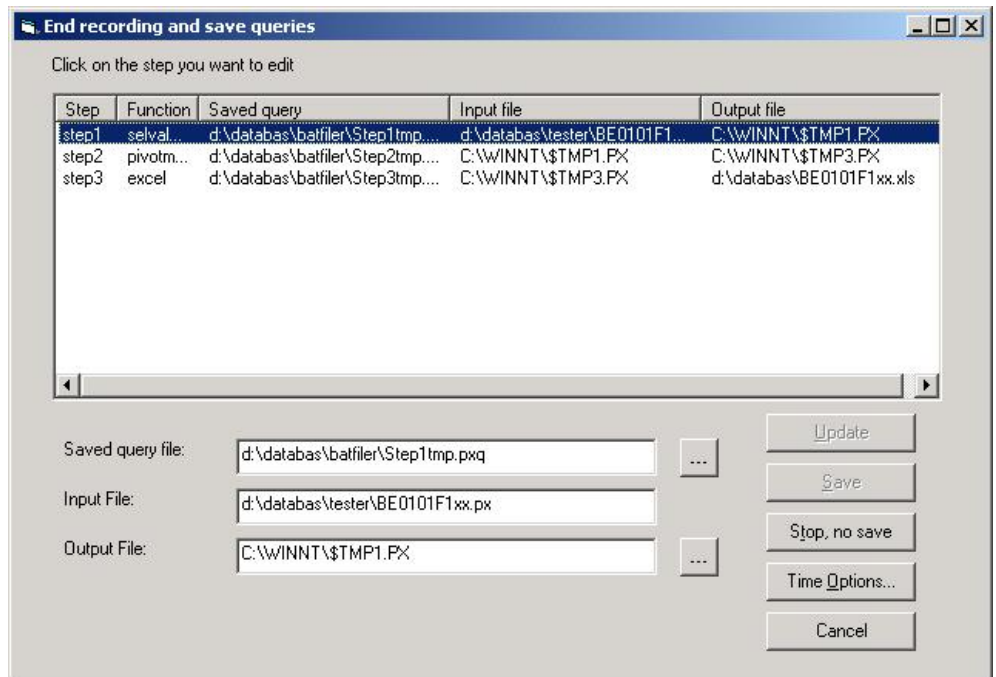 End recording and save queries
Click on the step you want to edit
Step Function Saved query Input file Output file
step1 selval... d:\databas\batfiler\Step1tmp.... d:\databas\tester\BE0101F1... C:\WINNT\$TMP1.PX
step2 pivotm... d:\databas\batfiler\Step2tmp.... C:\WINNT\$TMP1.PX C:\WINNT\$TMP3.PX
step3 excel d:\databas\batfiler\Step3tmp.... C:\WINNT\$TMP3.PX d:\databas\BE0101F1xx.xls
Update
Saved query file: d:\databas\batfiler\Step1tmp.pxq ...
Save
Input File: d:\databas\tester\BE0101F1xx.px
Stop, no save
Output File: C:\WINNT\$TMP1.PX ...
Time Options...
Cancel